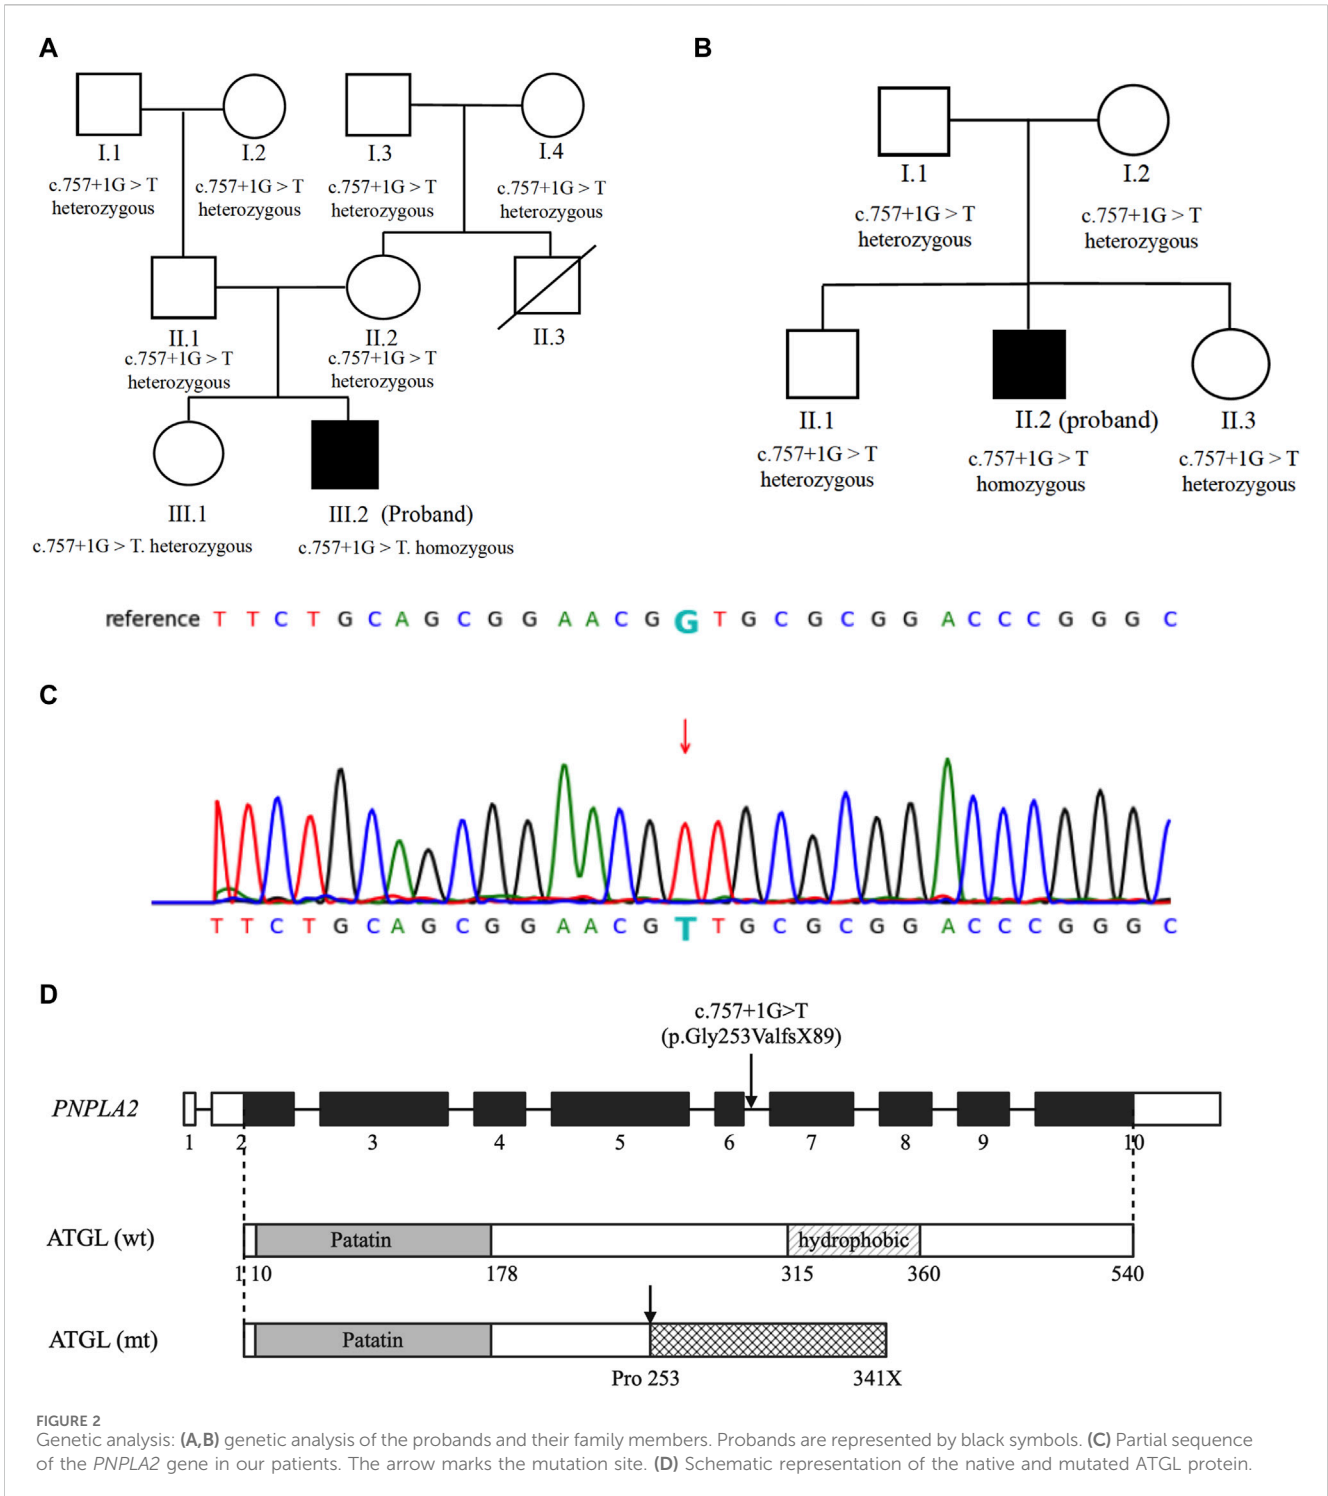 A
B
I.1
I.2
I.3
I.4
c.757+1G > T
heterozygous
c.757+1G > T
heterozygous
c.757+1G > T
heterozygous
c.757+1G > T
heterozygous
II.1
c.757+1G > T
heterozygous
II.2
c.757+1G > T
heterozygous
II.3
III.1
c.757+1G > T. heterozygous
III.2 (Proband)
c.757+1G > T. homozygous
I.1
c.757+1G > T
heterozygous
I.2
c.757+1G > T
heterozygous
II.1
c.757+1G > T
heterozygous
II.2 (proband)
c.757+1G > T
homozygous
II.3
c.757+1G > T
heterozygous
reference T T C T G C A G C G G A A C G G T G C G C G G A C C C G G G C
C
T T C T G C A G C G G A A C G T T G C G C G G A C C C G G G C
D
c.757+1G>T
(p.Gly253ValfsX89)
PNPLA2
1 2 3 4 5 6 7 8 9 10
ATGL (wt)
Patatin
hydrophobic
1 10 178 315 360 540
ATGL (mt)
Patatin
Pro 253
341X
FIGURE 2
Genetic analysis: (A,B) genetic analysis of the probands and their family members. Probands are represented by black symbols. (C) Partial sequence
of the PNPLA2 gene in our patients. The arrow marks the mutation site. (D) Schematic representation of the native and mutated ATGL protein.